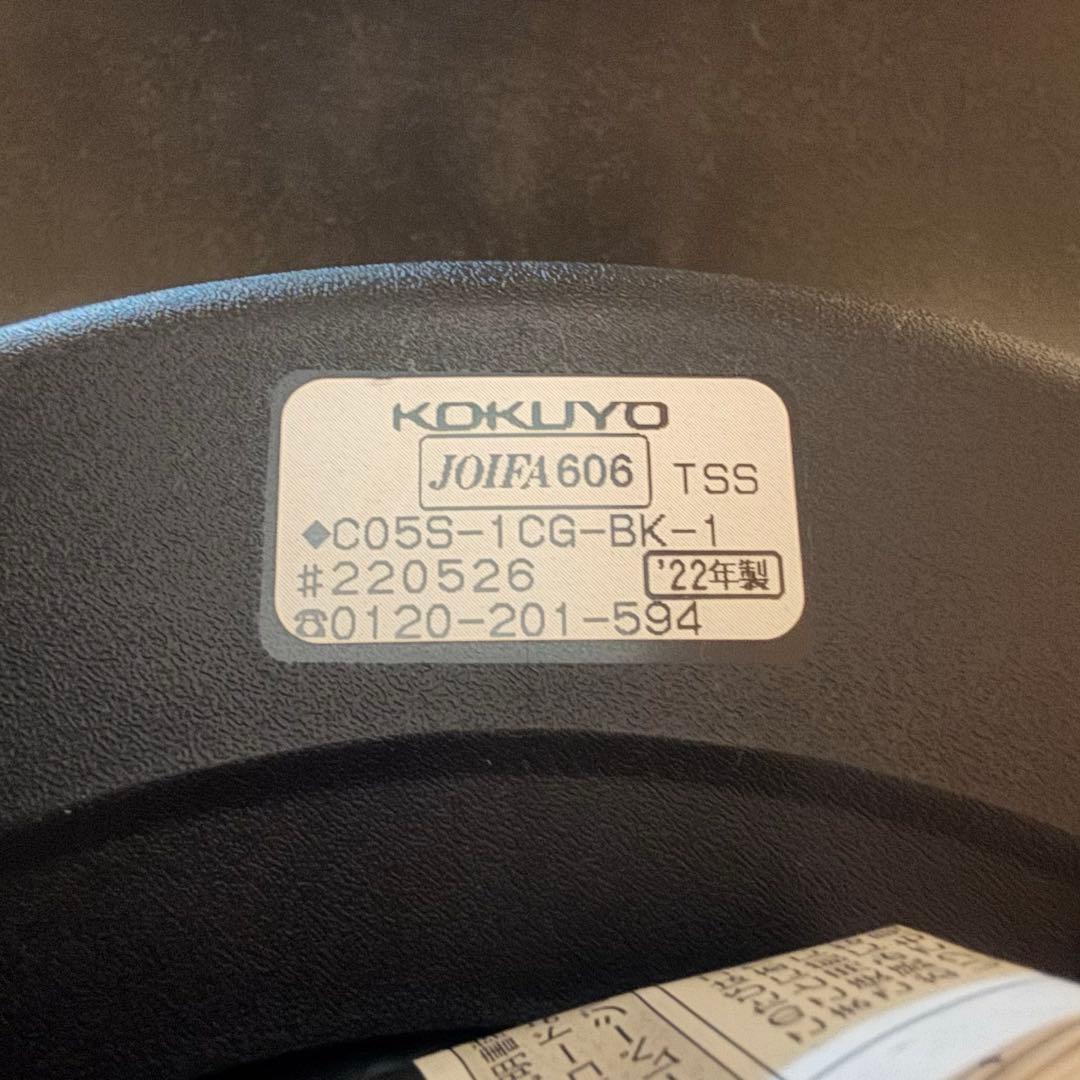 KOKUYO
JOIFA606 TSS
◆C05S-1CG-BK-1
#220526 '22年製
☎0120-201-594